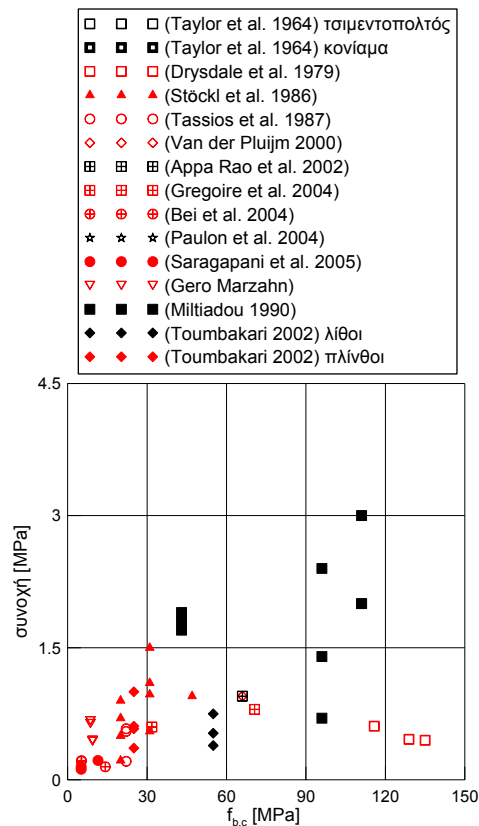 (Taylor et al. 1964) τσιμεντοπολτός
(Taylor et al. 1964) κονίαμα
(Drysdale et al. 1979)
(Stöckl et al. 1986)
(Tassios et al. 1987)
(Van der Pluijm 2000)
(Appa Rao et al. 2002)
(Gregoire et al. 2004)
(Bei et al. 2004)
(Paulon et al. 2004)
(Saragapani et al. 2005)
(Gero Marzahn)
(Miltiadou 1990)
(Toumbakari 2002) λίθοι
(Toumbakari 2002) πλίνθοι
4.5
3
1.5
0
συνοχή [MPa]
0 30 60 90 120 150
f_b,c [MPa]